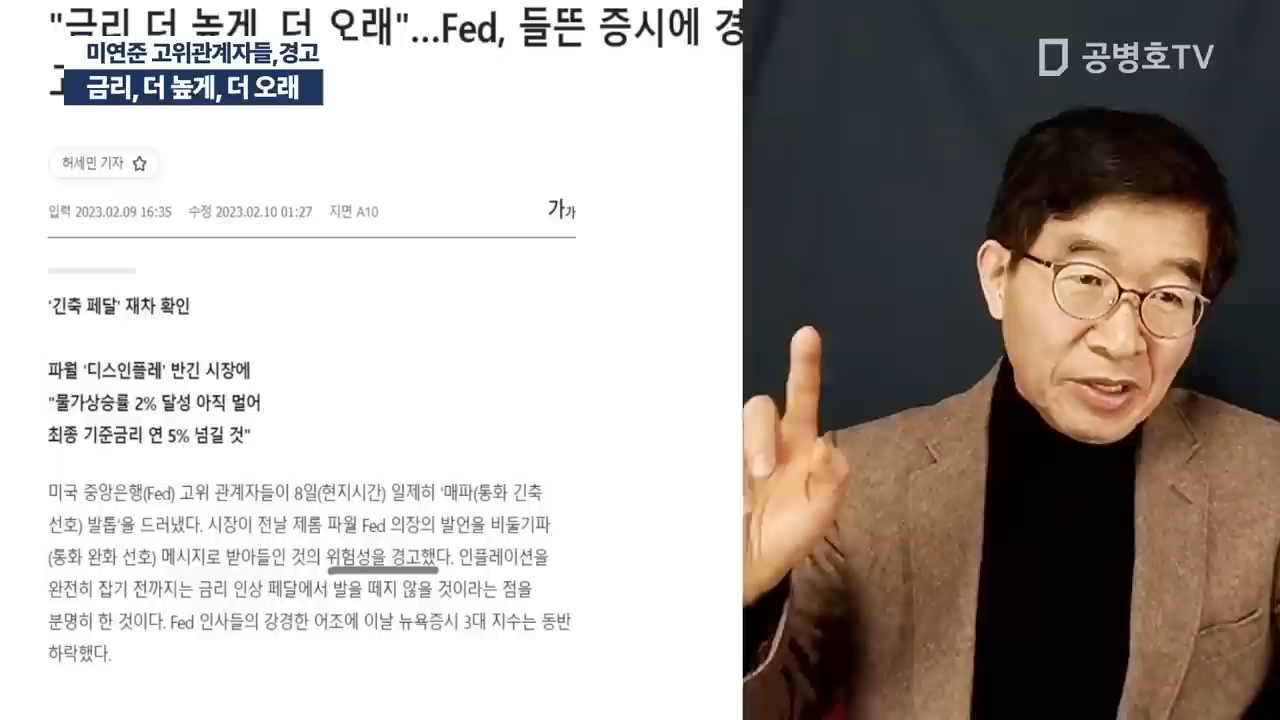 "금리 더 높게, 더 오래"...Fed, 들뜬 증시에 경
미연준 고위관계자들, 경고
금리, 더 높게, 더 오래
공병호TV
허세민 기자
입력 2023.02.09 16:35 수정 2023.02.10 01:27 지면 A10
가가
'긴축 페달' 재차 확인
파월 '디스인플레' 반긴 시장에
"물가상승률 2% 달성 아직 멀어
최종 기준금리 연 5% 넘길 것"
미국 중앙은행(Fed) 고위 관계자들이 8일(현지시간) 일제히 '매파(통화 긴축
선호) 발톱'을 드러냈다. 시장이 전날 제롬 파월 Fed 의장의 발언을 비둘기파
(통화 완화 선호) 메시지로 받아들인 것의 위험성을 경고했다. 인플레이션을
완전히 잡기 전까지는 금리 인상 페달에서 발을 떼지 않을 것이라는 점을
분명히 한 것이다. Fed 인사들의 강경한 어조에 이날 뉴욕증시 3대 지수는 동반
하락했다.